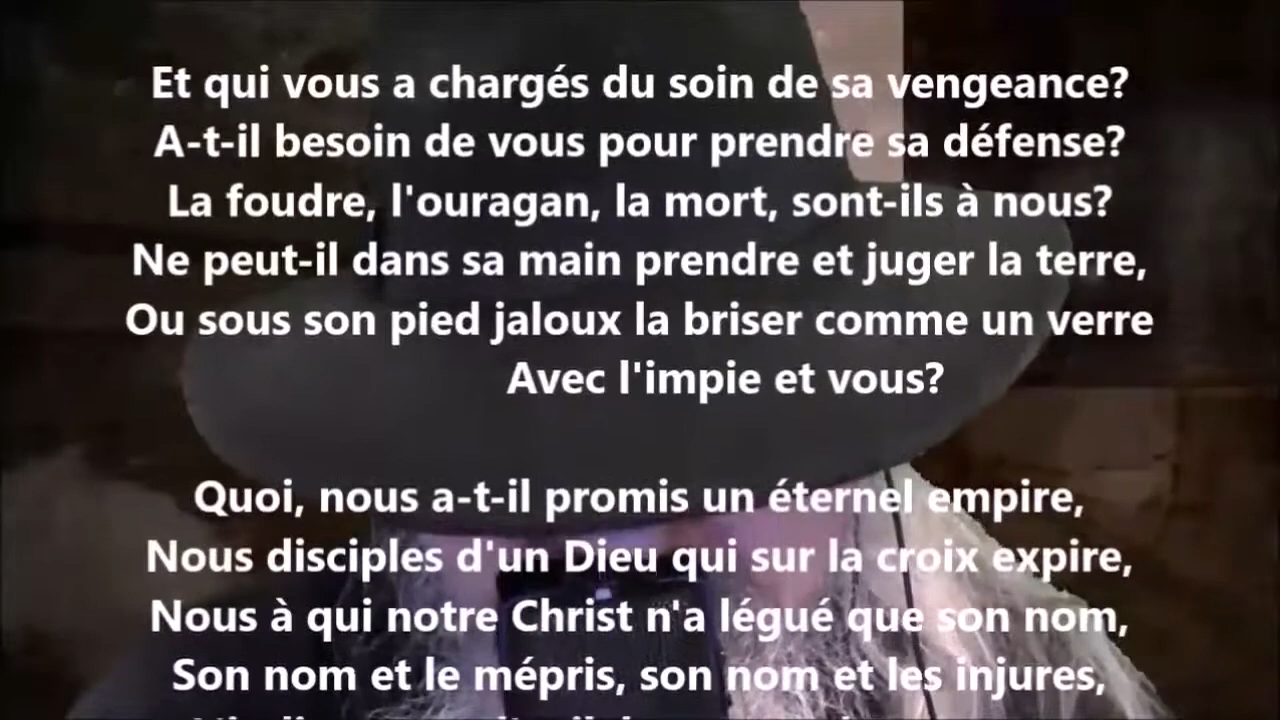 Et qui vous a chargés du soin de sa vengeance?
A-t-il besoin de vous pour prendre sa défense?
La foudre, l'ouragan, la mort, sont-ils à nous?
Ne peut-il dans sa main prendre et juger la terre,
Ou sous son pied jaloux la briser comme un verre
Avec l'impie et vous?
Quoi, nous a-t-il promis un éternel empire,
Nous disciples d'un Dieu qui sur la croix expire,
Nous à qui notre Christ n'a légué que son nom,
Son nom et le mépris, son nom et les injures,